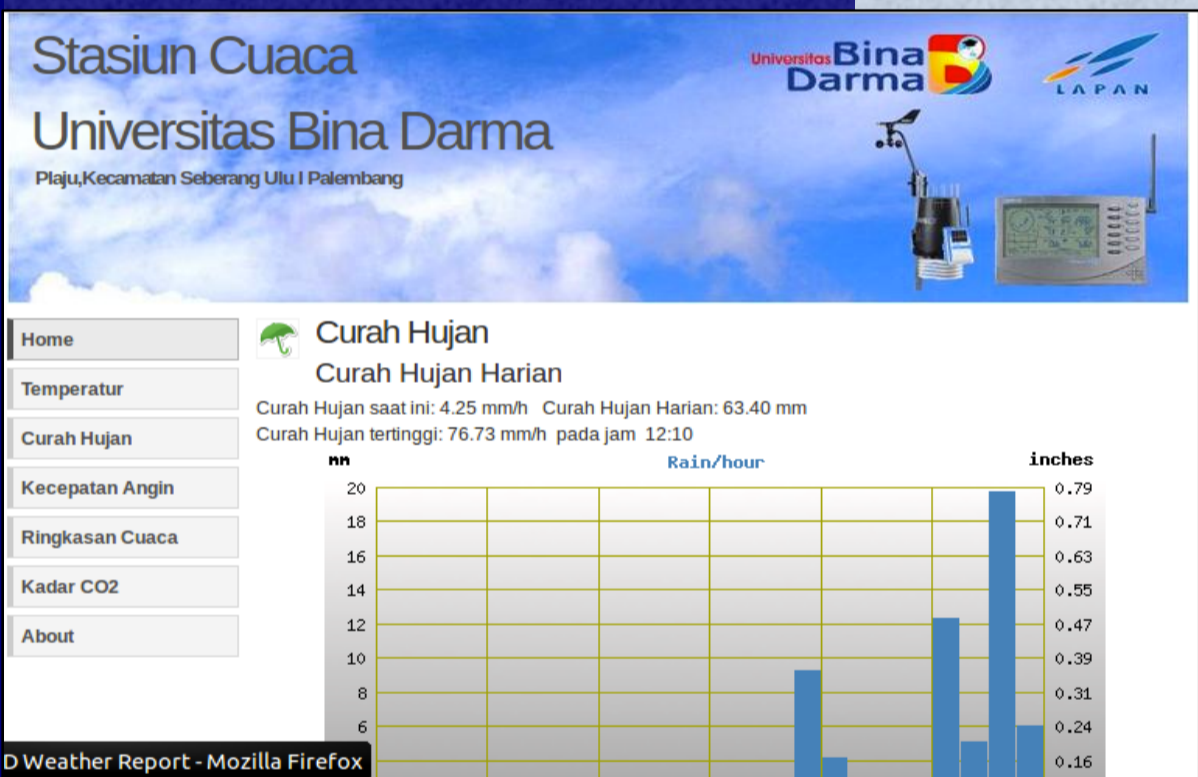 Stasiun Cuaca
Universitas Bina Darma
Plaju,Kecamatan Seberang Ulu I Palembang
Universitas Bina
Darma
LAPAN
Home
Temperatur
Curah Hujan
Kecepatan Angin
Ringkasan Cuaca
Kadar CO2
About
Curah Hujan
Curah Hujan Harian
Curah Hujan saat ini: 4.25 mm/h Curah Hujan Harian: 63.40 mm
Curah Hujan tertinggi: 76.73 mm/h pada jam 12:10
mm Rain/hour inches
20 0.79
18 0.71
16 0.63
14 0.55
12 0.47
10 0.39
8 0.31
6 0.24
0.16
D Weather Report - Mozilla Firefox